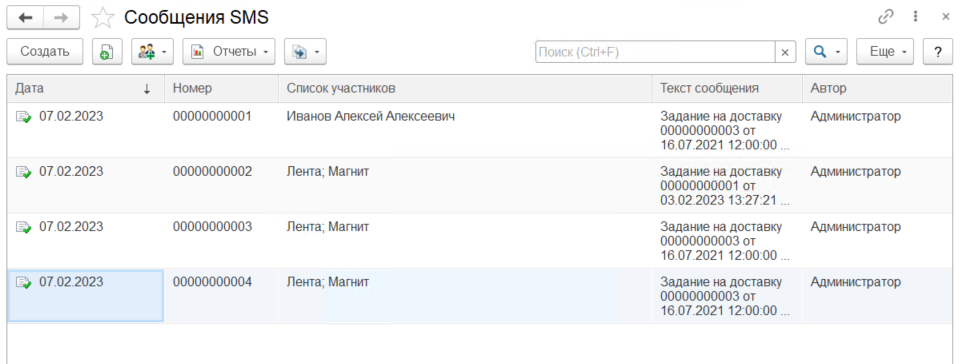 Сообщения SMS
Создать Отчеты Поиск (Ctrl+F) × Еще ?
Дата ↓ Номер Список участников Текст сообщения Автор
07.02.2023 00000000001 Иванов Алексей Алексеевич Задание на доставку Администратор
00000000003 от
16.07.2021 12:00:00 ...
07.02.2023 00000000002 Лента; Магнит Задание на доставку Администратор
00000000001 от
03.02.2023 13:27:21 ...
07.02.2023 00000000003 Лента; Магнит Задание на доставку Администратор
00000000003 от
16.07.2021 12:00:00 ...
07.02.2023 00000000004 Лента; Магнит Задание на доставку Администратор
00000000003 от
16.07.2021 12:00:00 ...